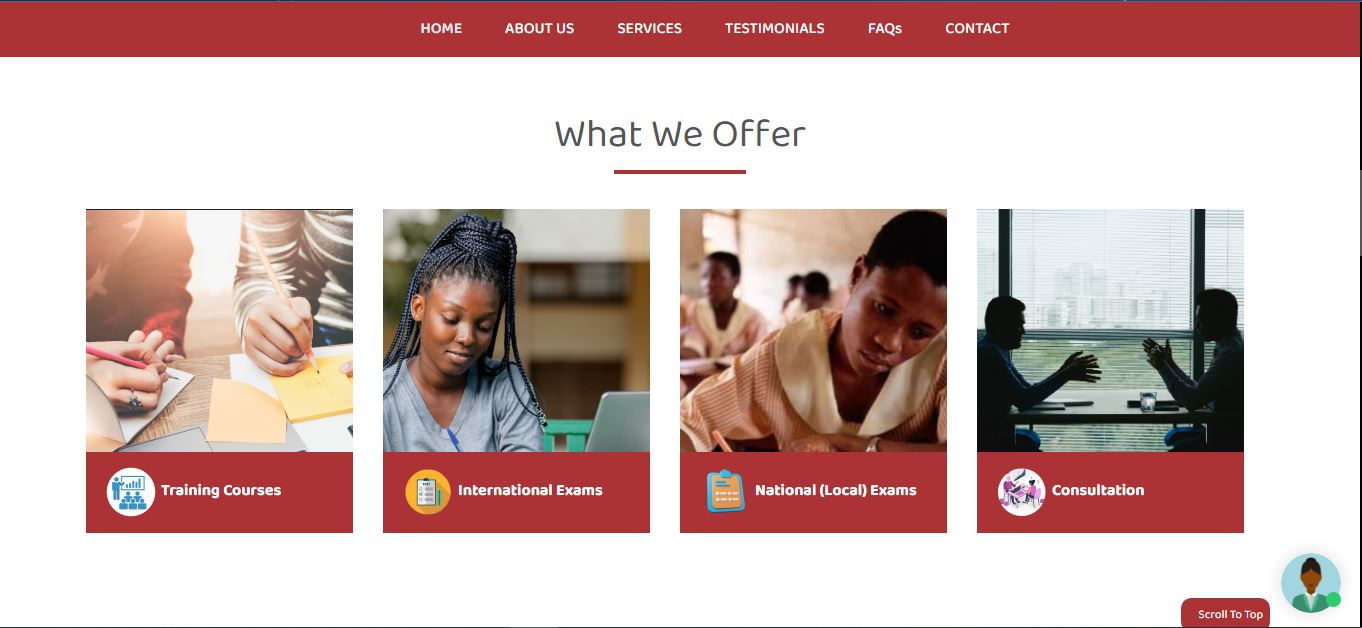 HOME ABOUT US SERVICES TESTIMONIALS FAQs CONTACT
What We Offer
Training Courses
International Exams
National (Local) Exams
Consultation
Scroll To Top